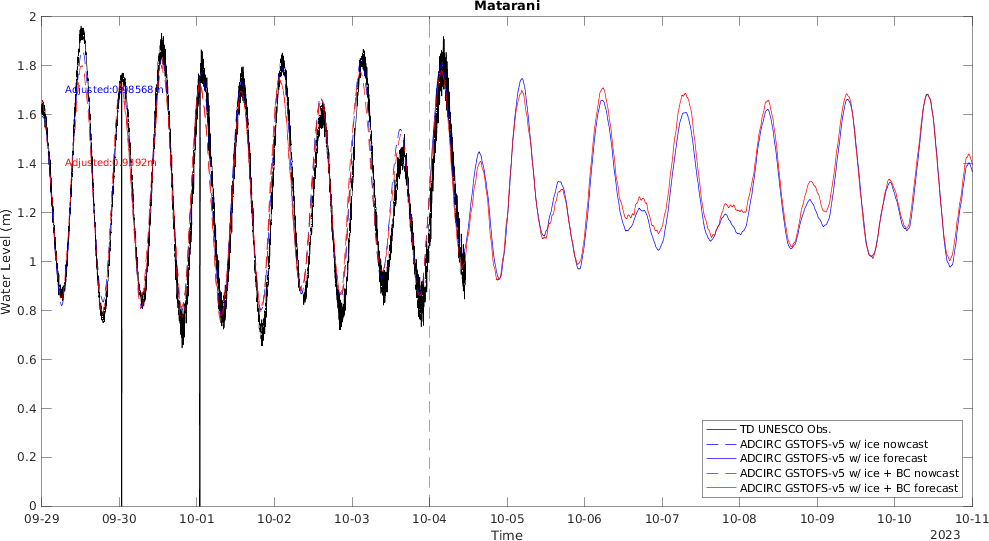 Matarani
2
1.8
1.6
1.4
1.2
1
0.8
0.6
0.4
0.2
0
Water Level (m)
Adjusted:0.98568m
Adjusted:0.9392m
TD UNESCO Obs.
ADCIRC GSTOFS-v5 w/ ice nowcast
ADCIRC GSTOFS-v5 w/ ice forecast
ADCIRC GSTOFS-v5 w/ ice + BC nowcast
ADCIRC GSTOFS-v5 w/ ice + BC forecast
09-29 09-30 10-01 10-02 10-03 10-04 10-05 10-06 10-07 10-08 10-09 10-10 10-11
Time
2023